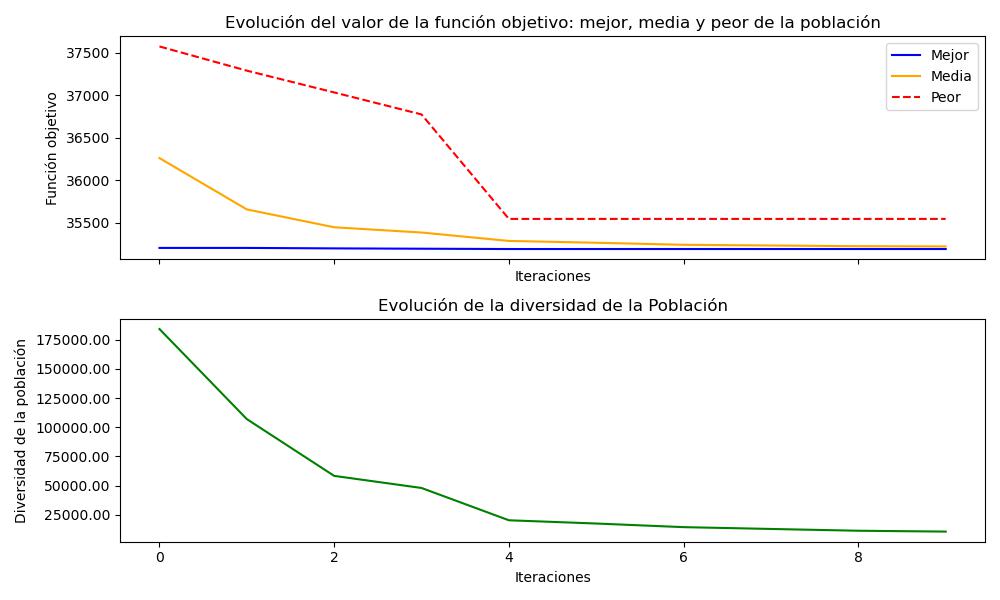 Evolución del valor de la función objetivo: mejor, media y peor de la población
Función objetivo
37500
37000
36500
36000
35500
Mejor
Media
Peor
Iteraciones
Evolución de la diversidad de la Población
Diversidad de la población
175000.00
150000.00
125000.00
100000.00
75000.00
50000.00
25000.00
0 2 4 6 8
Iteraciones